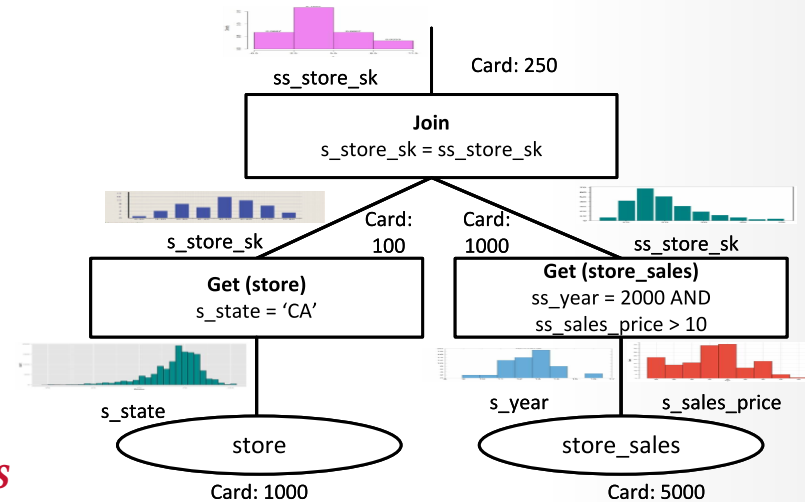 ss_store_sk
Card: 250
Join
s_store_sk = ss_store_sk
s_store_sk
Card:
100
Card:
1000
ss_store_sk
Get (store)
s_state = ‘CA’
Get (store_sales)
ss_year = 2000 AND
ss_sales_price > 10
s_state
s_year
s_sales_price
store
store_sales
s
Card: 1000
Card: 5000